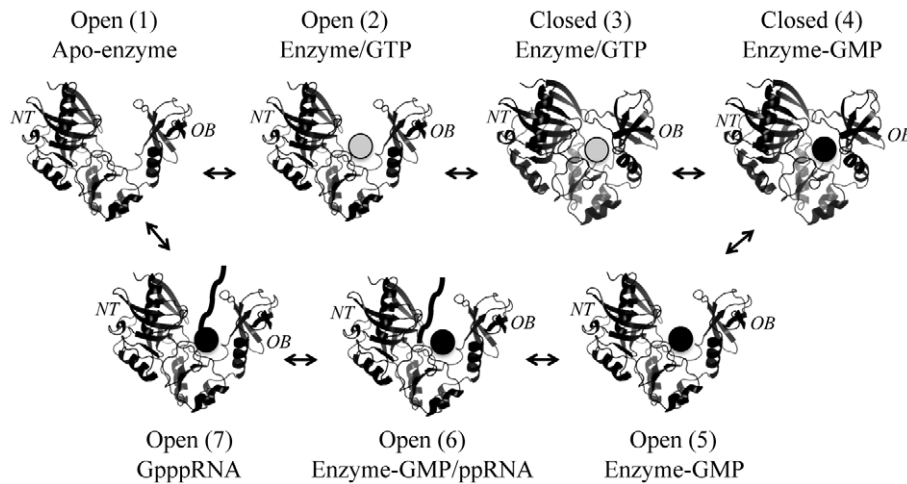 Open (1)
Apo-enzyme
Open (2)
Enzyme/GTP
Closed (3)
Enzyme/GTP
Closed (4)
Enzyme-GMP
NT
OB
NT
OB
NT
OB
NT
OB
NT
OB
NT
OB
NT
OB
Open (7)
GpppRNA
Open (6)
Enzyme-GMP/ppRNA
Open (5)
Enzyme-GMP